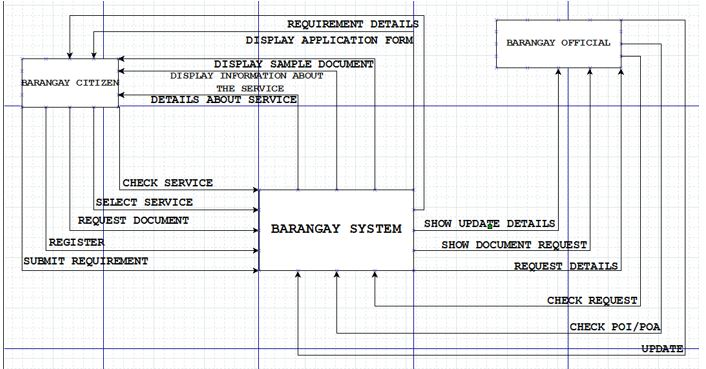 REQUIREMENT DETAILS
DISPLAY APPLICATION FORM
BARANGAY OFFICIAL
DISPLAY SAMPLE DOCUMENT
DISPLAY INFORMATION ABOUT
THE SERVICE
BARANGAY CITIZEN
DETAILS ABOUT SERVICE
CHECK SERVICE
SELECT SERVICE
REQUEST DOCUMENT
REGISTER
SUBMIT REQUIREMENT
BARANGAY SYSTEM
SHOW UPDATE DETAILS
SHOW DOCUMENT REQUEST
REQUEST DETAILS
CHECK REQUEST
CHECK POI/POA
UPDATE